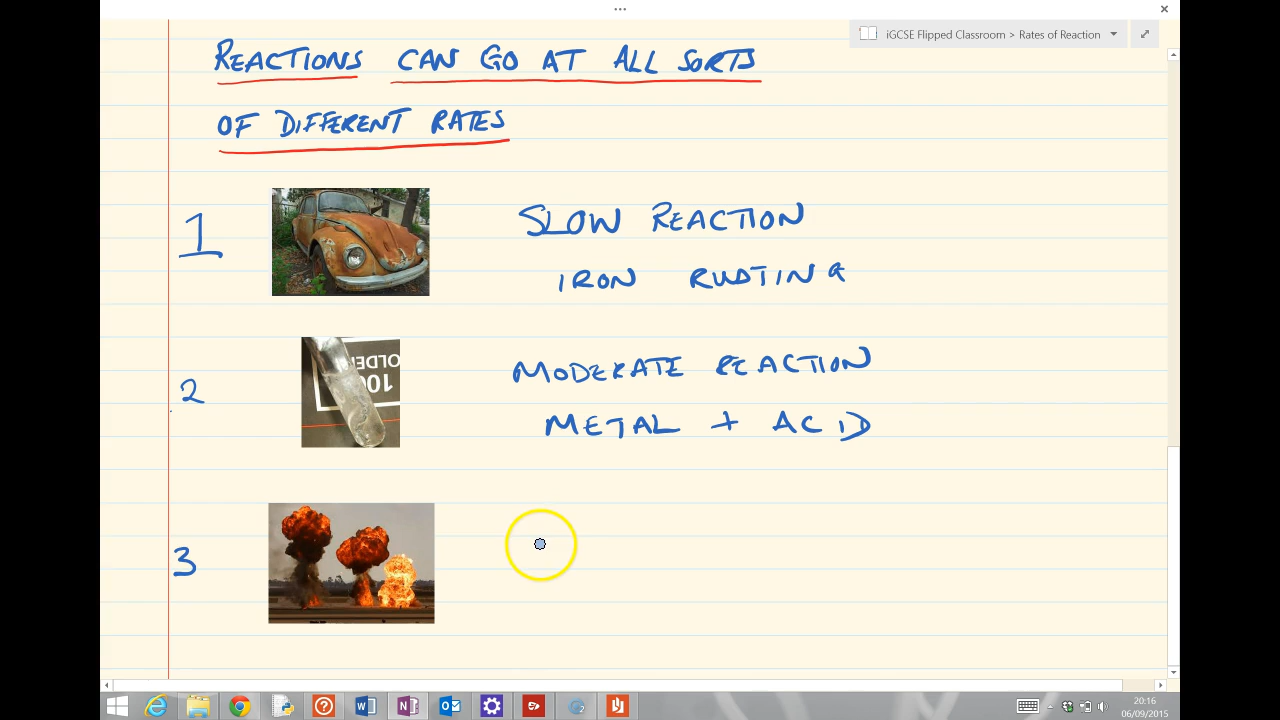 iGCSE Flipped Classroom > Rates of Reaction
REACTIONS CAN GO AT ALL SORTS
OF DIFFERENT RATES
1
SLOW REACTION
IRON RUSTING
2
MODERATE REACTION
METAL + ACID
3
20:16
06/09/2015